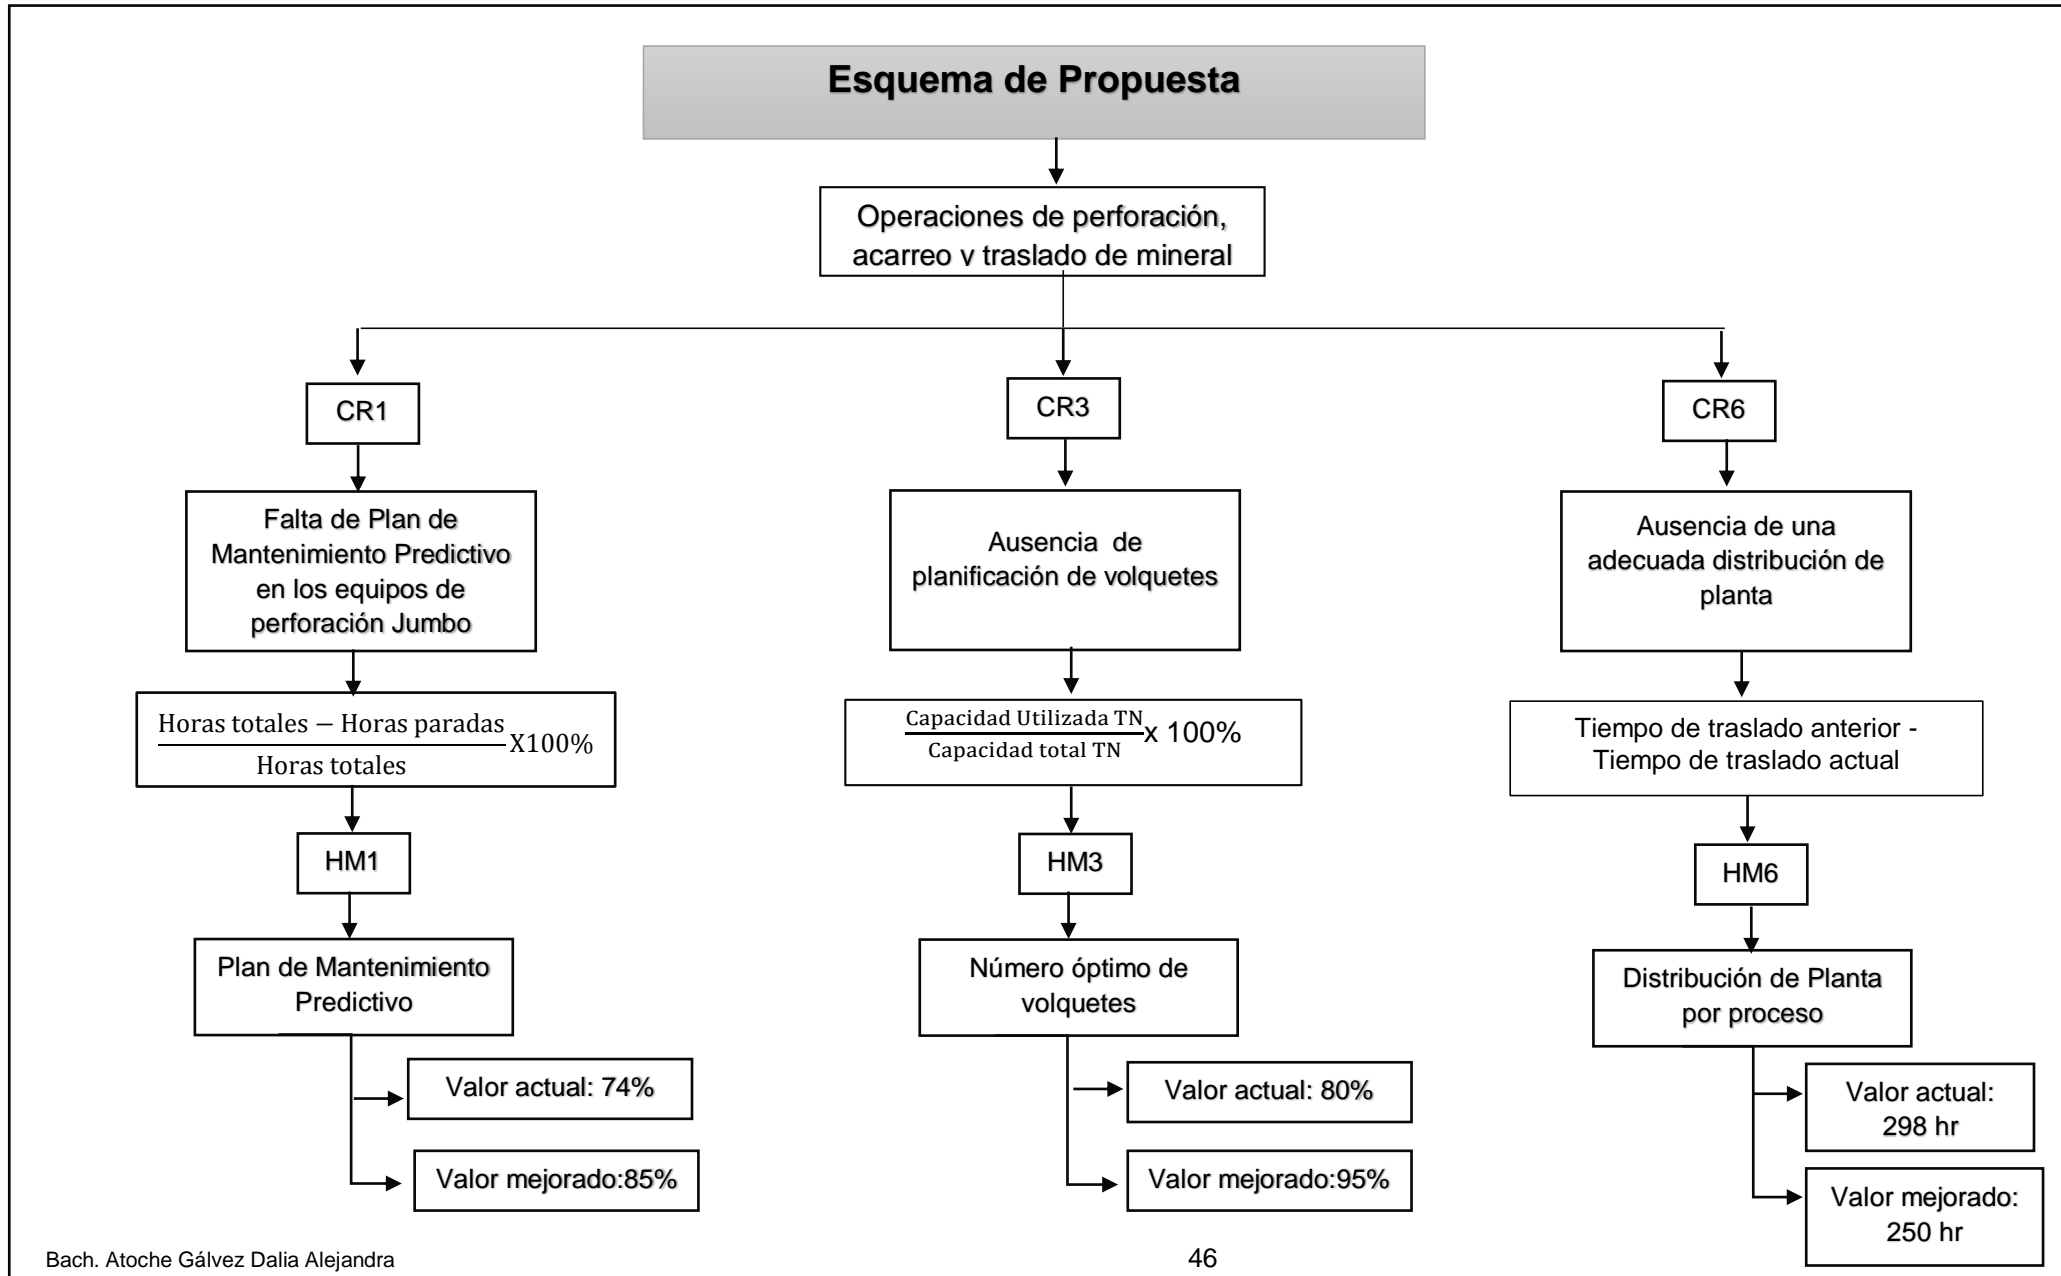 Esquema de Propuesta
Operaciones de perforación,
acarreo y traslado de mineral
CR1
Falta de Plan de
Mantenimiento Predictivo
en los equipos de
perforación Jumbo
Horas totales − Horas paradas
Horas totales
X100%
HM1
Plan de Mantenimiento
Predictivo
Valor actual: 74%
Valor mejorado:85%
CR3
Ausencia de
planificación de volquetes
Capacidad Utilizada TN
Capacidad total TN
x 100%
HM3
Número óptimo de
volquetes
Valor actual: 80%
Valor mejorado:95%
CR6
Ausencia de una
adecuada distribución de
planta
Tiempo de traslado anterior -
Tiempo de traslado actual
HM6
Distribución de Planta
por proceso
Valor actual:
298 hr
Valor mejorado:
250 hr
Bach. Atoche Gálvez Dalia Alejandra
46